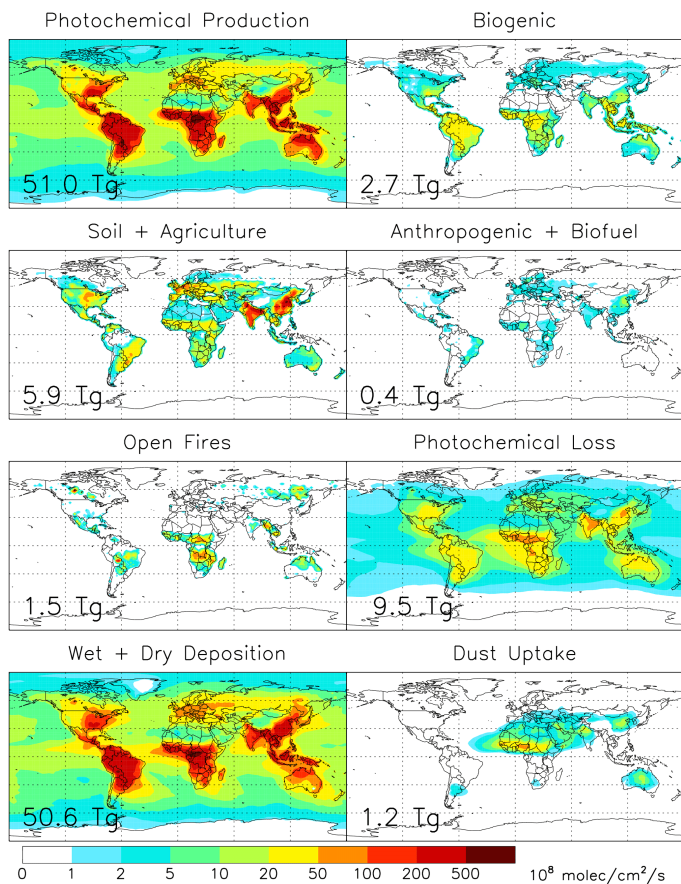 Photochemical Production
Biogenic
51.0 Tg
2.7 Tg
Soil + Agriculture
Anthropogenic + Biofuel
5.9 Tg
0.4 Tg
Open Fires
Photochemical Loss
1.5 Tg
9.5 Tg
Wet + Dry Deposition
Dust Uptake
50.6 Tg
1.2 Tg
0 1 2 5 10 20 50 100 200 500 10⁸ molec/cm²/s